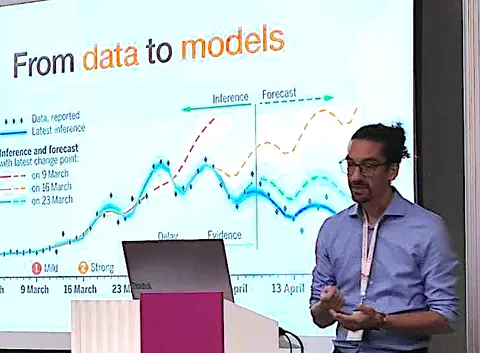 From data to models
Inference Forecast
Data, reported
Latest inference
Inference and forecast
with latest change point:
on 9 March
on 16 March
on 23 March
Delay Evidence
1 Mild 2 Strong
9 March 16 March 13 April